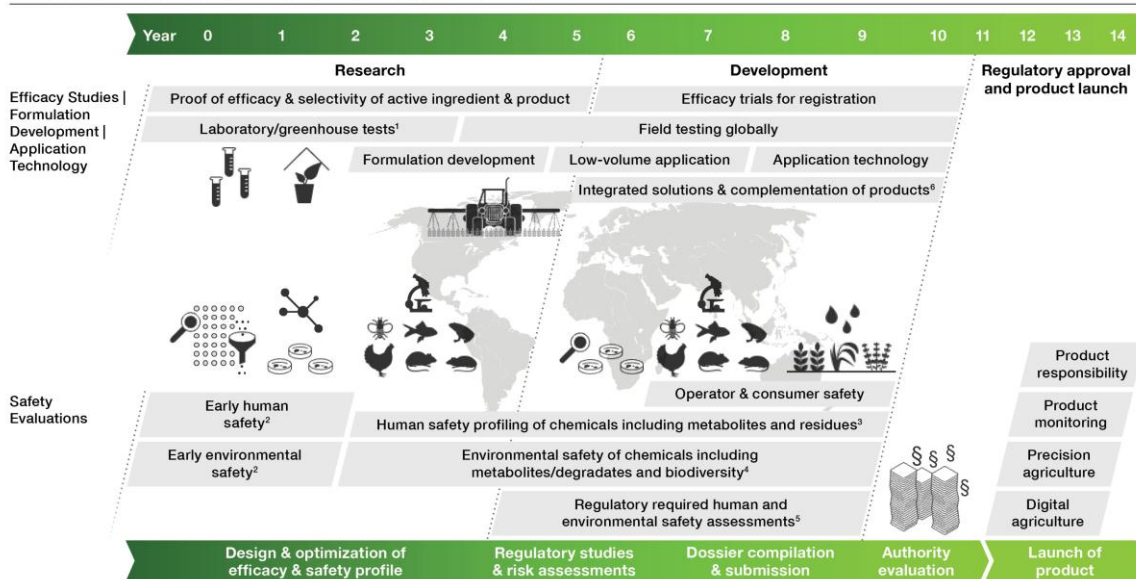 Year 0 1 2 3 4 5 6 7 8 9 10 11 12 13 14
Research
Development
Regulatory approval
and product launch
Efficacy Studies |
Formulation
Development |
Application
Technology
Proof of efficacy & selectivity of active ingredient & product
Efficacy trials for registration
Laboratory/greenhouse tests¹
Field testing globally
Formulation development
Low-volume application
Application technology
Integrated solutions & complementation of products⁶
Safety
Evaluations
Operator & consumer safety
Early human
safety²
Human safety profiling of chemicals including metabolites and residues³
Early environmental
safety²
Environmental safety of chemicals including
metabolites/degradates and biodiversity⁴
Regulatory required human and
environmental safety assessments⁵
§ § § § §
Product
responsibility
Product
monitoring
Precision
agriculture
Digital
agriculture
Design & optimization of
efficacy & safety profile
Regulatory studies
& risk assessments
Dossier compilation
& submission
Authority
evaluation
Launch of
product